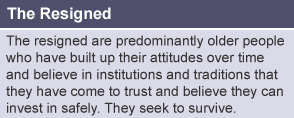 The Resigned
The resigned are predominantly older people
who have built up their attitudes over time
and believe in institutions and traditions that
they have come to trust and believe they can
invest in safely. They seek to survive.